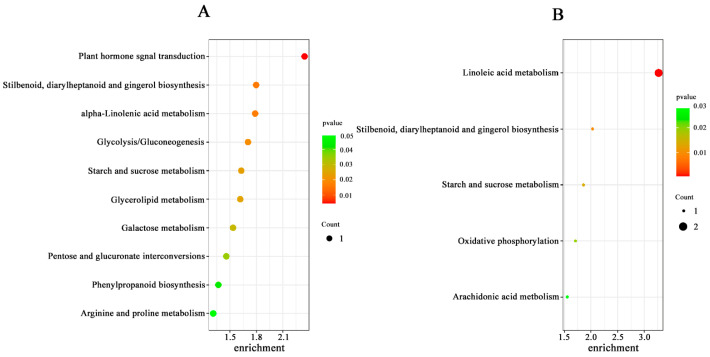 A
Plant hormone sgnal transduction
Stilbenoid, diarylheptanoid and gingerol biosynthesis
alpha-Linolenic acid metabolism
Glycolysis/Gluconeogenesis
Starch and sucrose metabolism
Glycerolipid metabolism
Galactose metabolism
Pentose and glucuronate interconversions
Phenylpropanoid biosynthesis
Arginine and proline metabolism
1.5 1.8 2.1
enrichment
pvalue
0.05
0.04
0.03
0.02
0.01
Count
1
B
Linoleic acid metabolism
Stilbenoid, diarylheptanoid and gingerol biosynthesis
Starch and sucrose metabolism
Oxidative phosphorylation
Arachidonic acid metbolism
1.5 2.0 2.5 3.0
enrichment
pvalue
0.03
0.02
0.01
Count
1
2